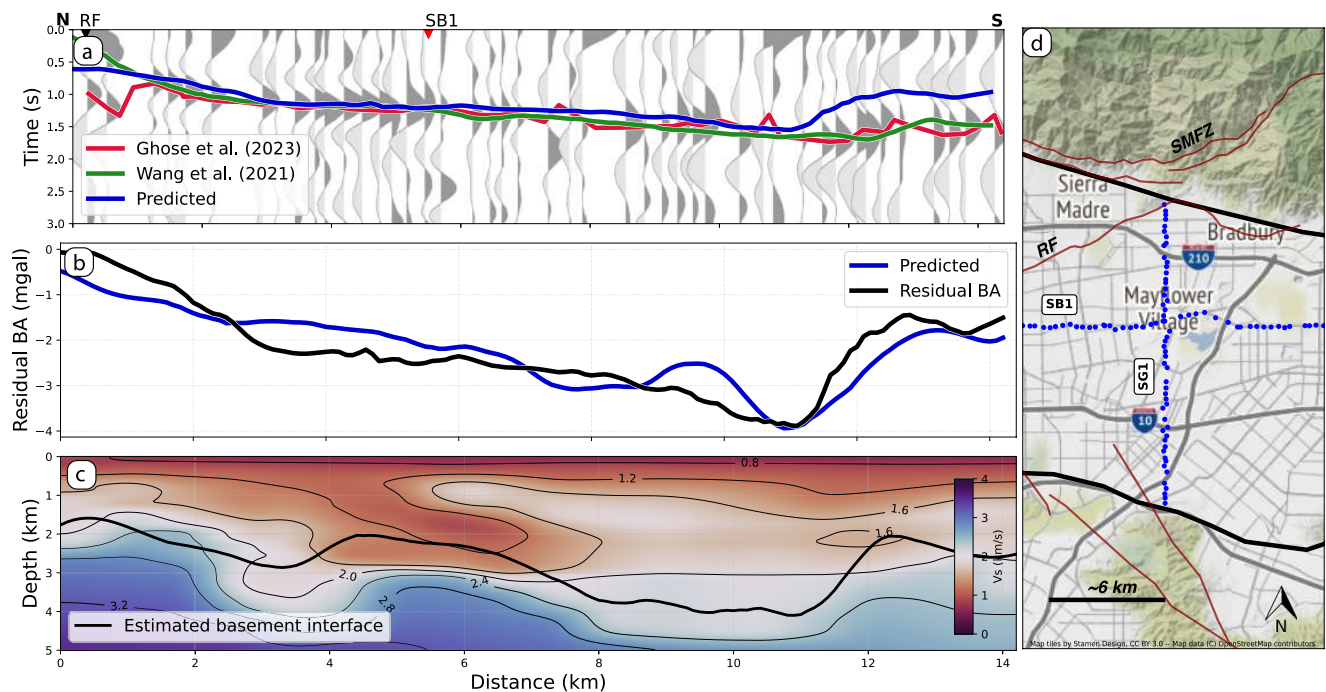 N RF SB1 S
a
0.0
0.5
1.0
1.5
2.0
2.5
3.0
Time (s)
Ghose et al. (2023)
Wang et al. (2021)
Predicted
b
0
−1
−2
−3
−4
Residual BA (mgal)
Predicted
Residual BA
c
0
1
2
3
4
5
Depth (km)
0.8
1.2
1.6
1.6
2.0
2.4
2.8
3.2
4
3
2
1
0
Estimated basement interface
0 2 4 6 8 10 12 14
Distance (km)
d
SMFZ
Sierra
Madre
RF
Bradbury
210
SB1
Mayflower
Village
SG1
10
~6 km
N
Map tiles by Stamen Design, CC BY 3.0 -- Map data (C) OpenStreetMap contributors